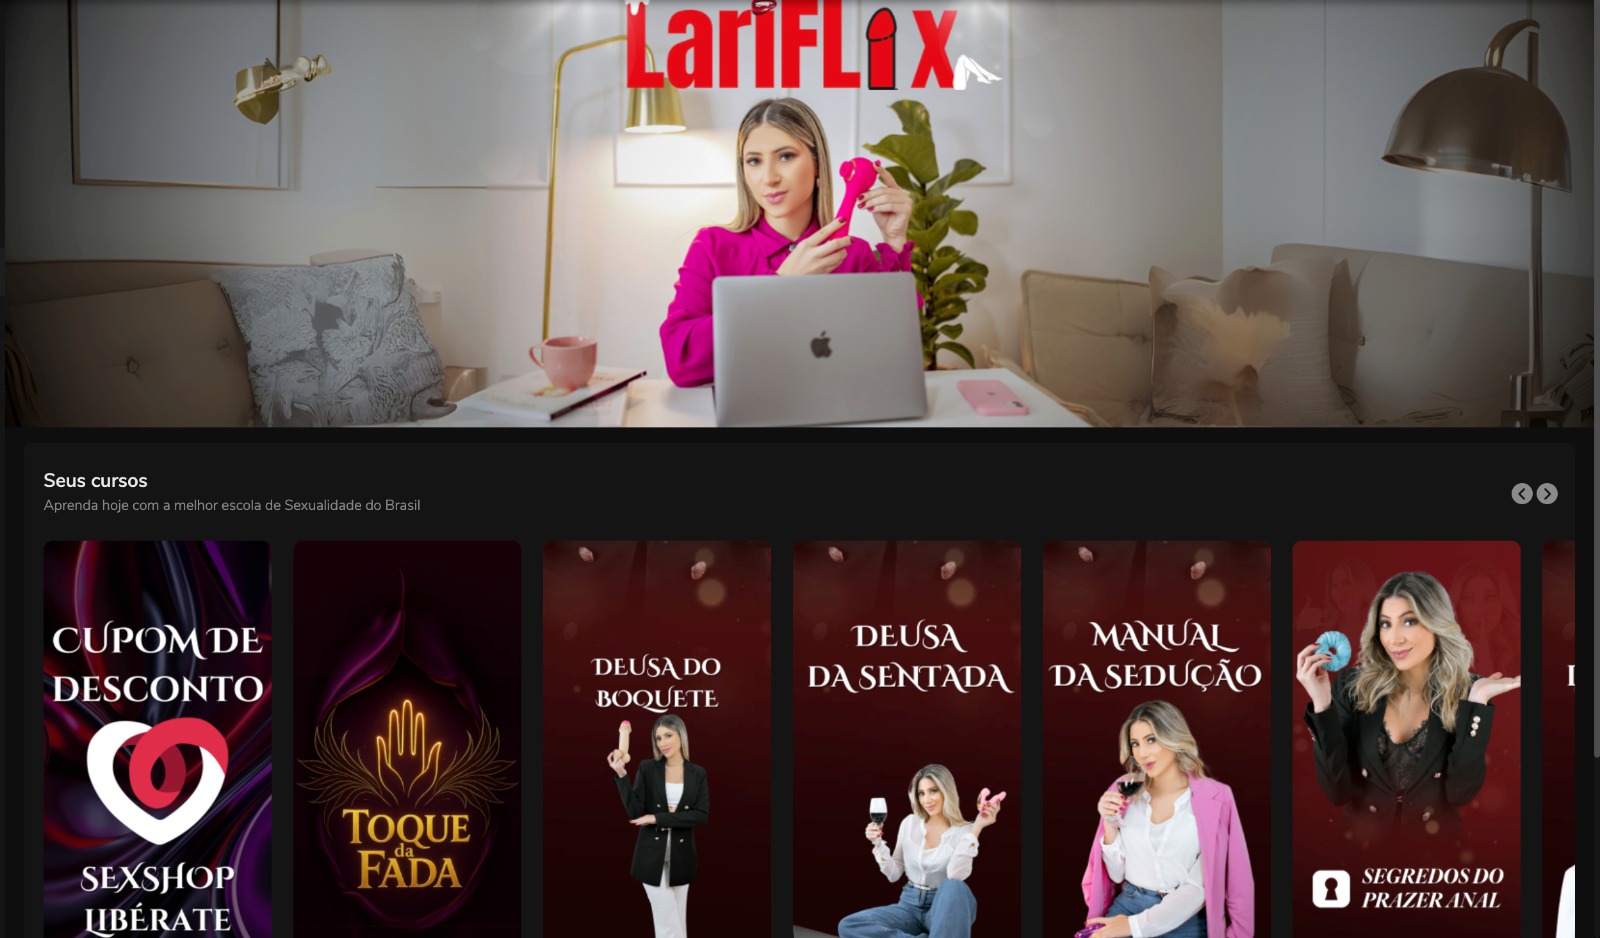 LariFLix
Seus cursos
Aprenda hoje com a melhor escola de Sexualidade do Brasil
CUPOM DE
DESCONTO
SEXSHOP
LIBÉRATE
TOQUE
da
FADA
DEUSA DO
BOQUETE
DEUSA
DA SENTADA
MANUAL
DA SEDUÇÃO
SEGREDOS DO
PRAZER ANAL